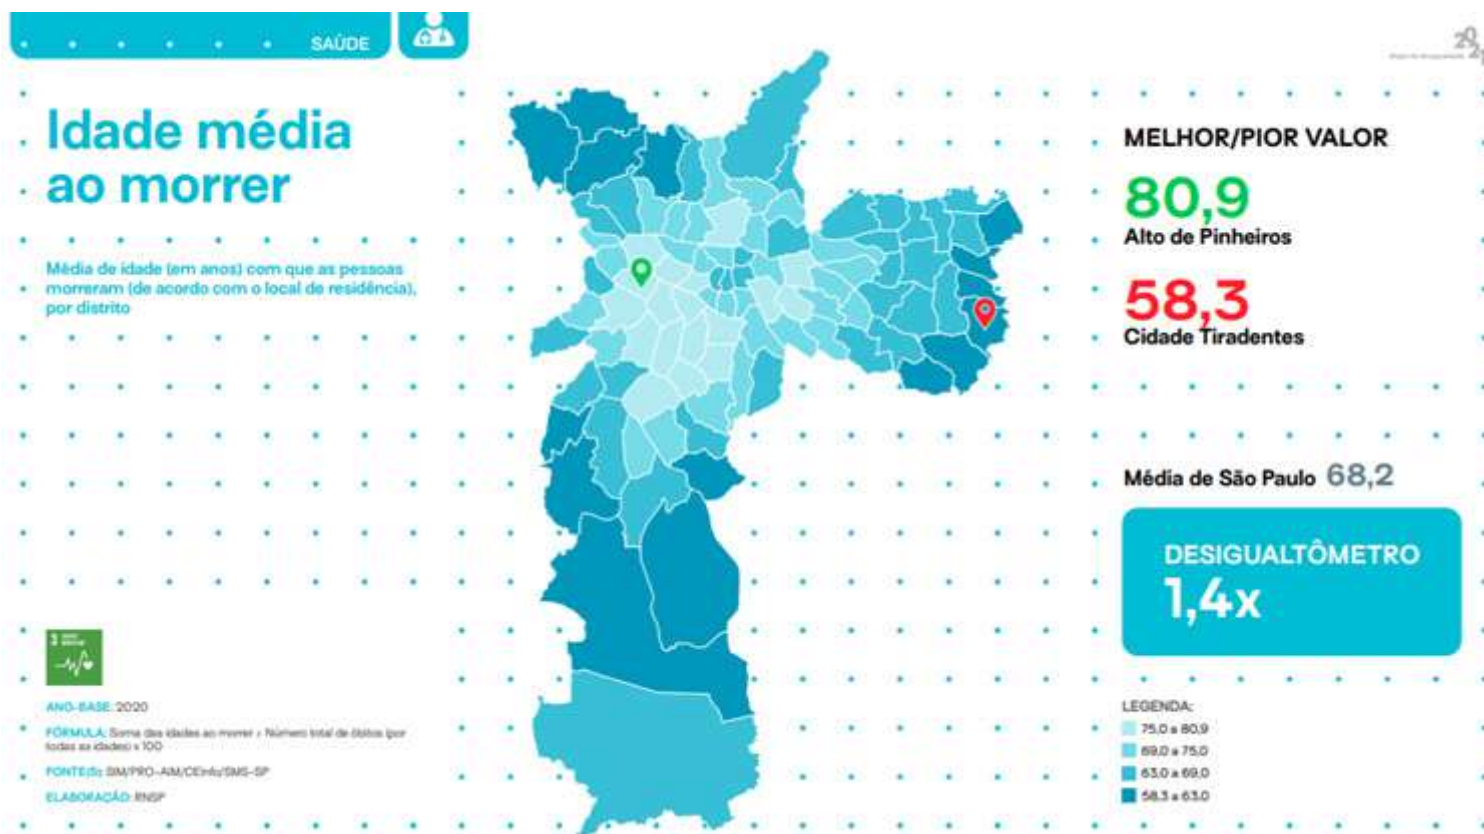 SAÚDE
Idade média
ao morrer
Média de idade (em anos) com que as pessoas
morreram (de acordo com o local de residência),
por distrito
ANO-BASE: 2020
FÓRMULA: Soma das idades ao morrer ÷ Número total de óbitos (por
todas as idades) x 100
FONTE(S): SIM/PRO-AIM/CEInfo/SMS-SP
ELABORAÇÃO: RNSP
MELHOR/PIOR VALOR
80,9
Alto de Pinheiros
58,3
Cidade Tiradentes
Média de São Paulo 68,2
DESIGUALTÔMETRO
1,4x
LEGENDA:
75,0 a 80,9
69,0 a 75,0
63,0 a 69,0
58,3 a 63,0